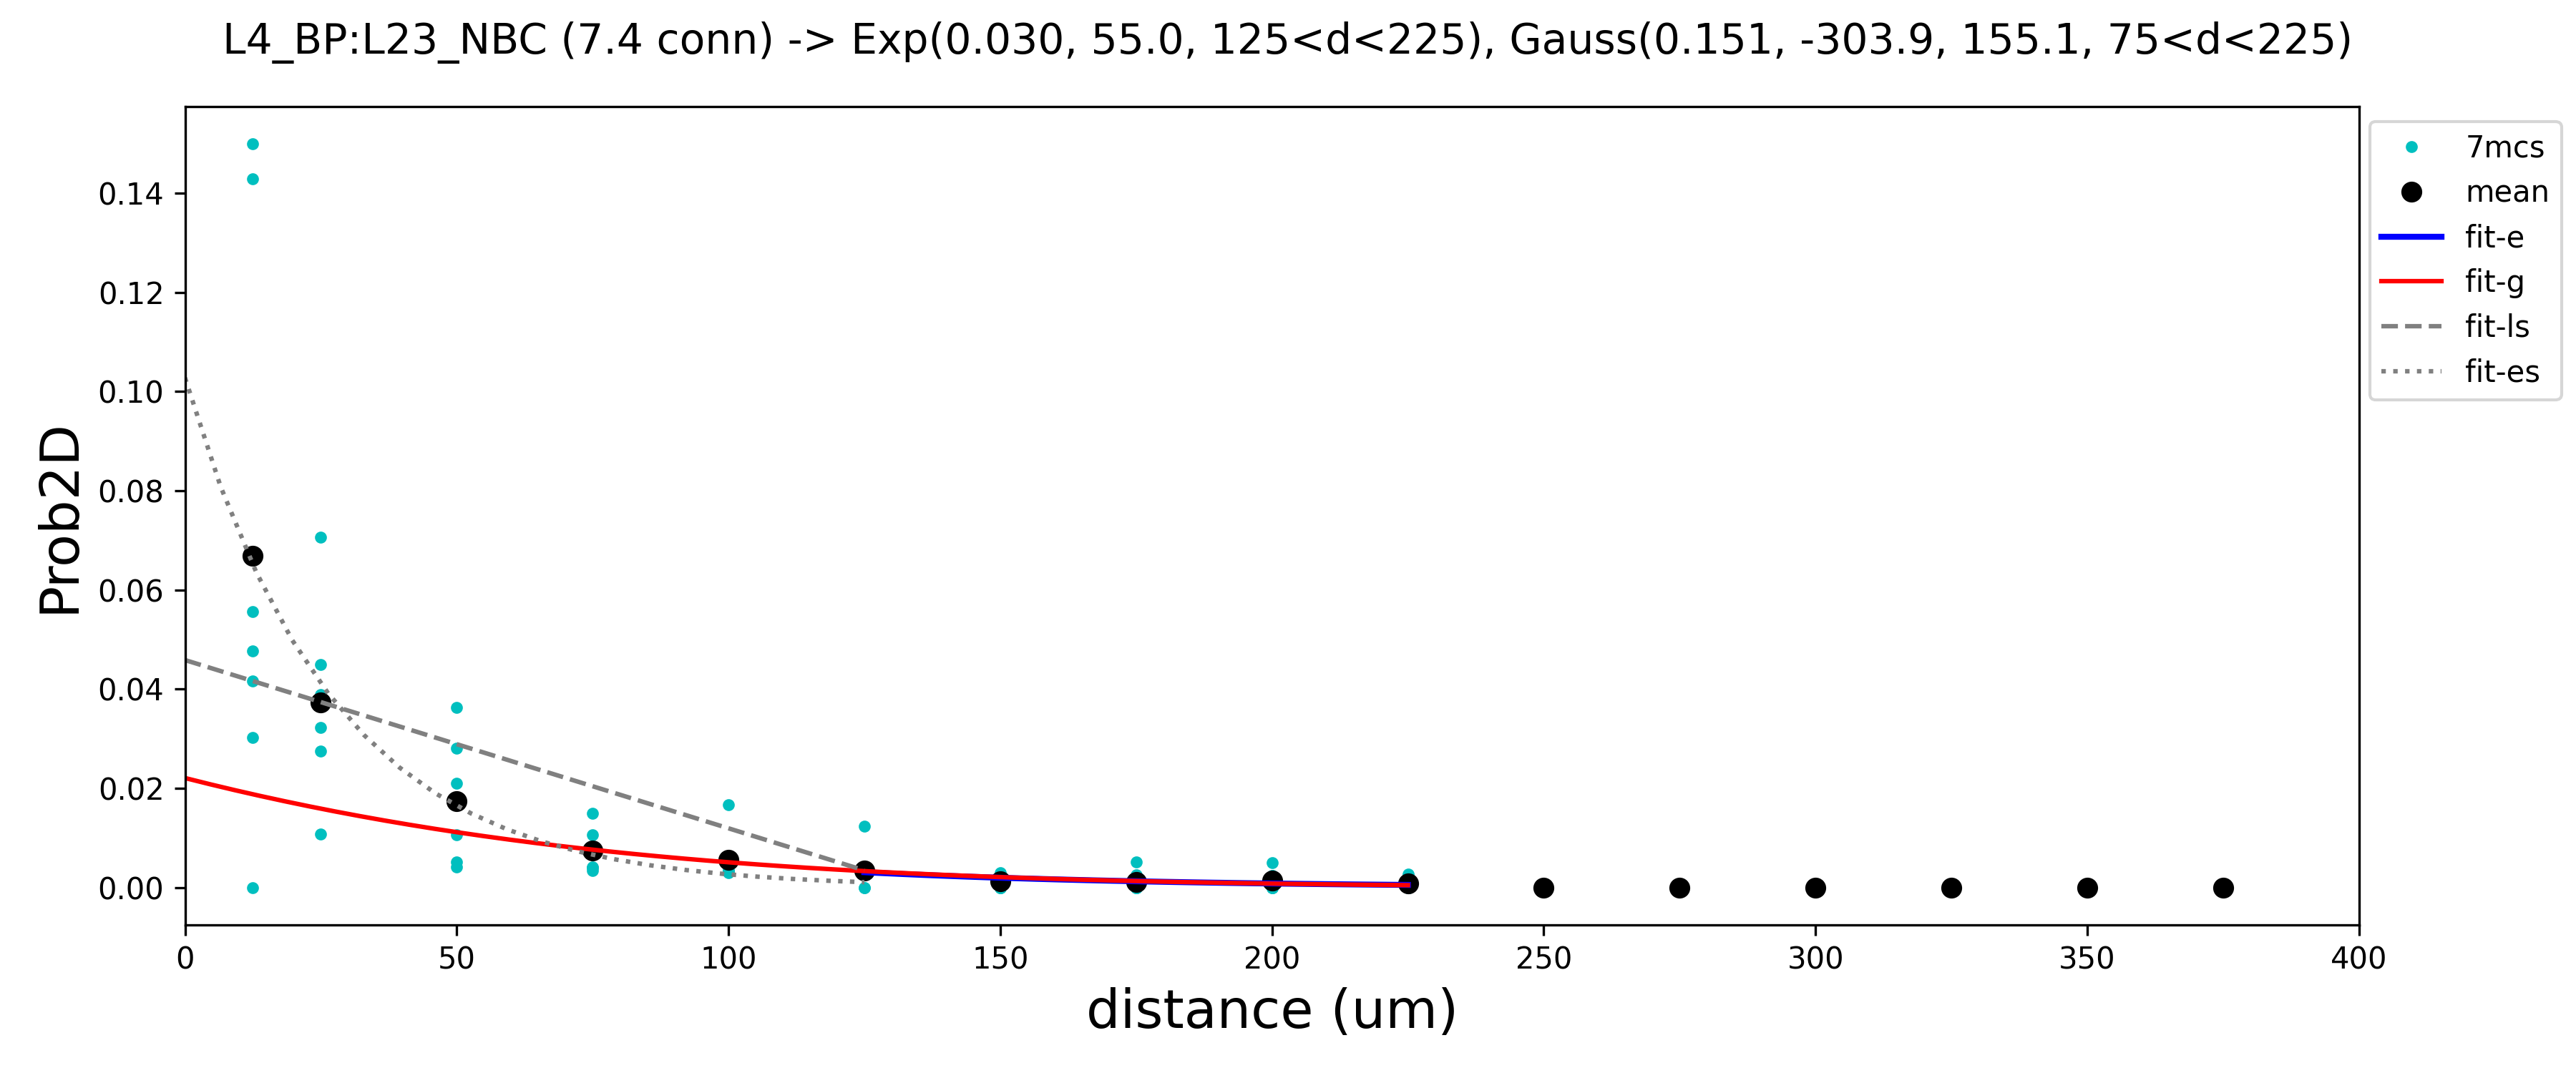 L4_BP:L23_NBC (7.4 conn) -> Exp(0.030, 55.0, 125<d<225), Gauss(0.151, -303.9, 155.1, 75<d<225)
7mcs
mean
fit-e
fit-g
fit-ls
fit-es
Prob2D
0.14
0.12
0.10
0.08
0.06
0.04
0.02
0.00
0 50 100 150 200 250 300 350 400
distance (um)